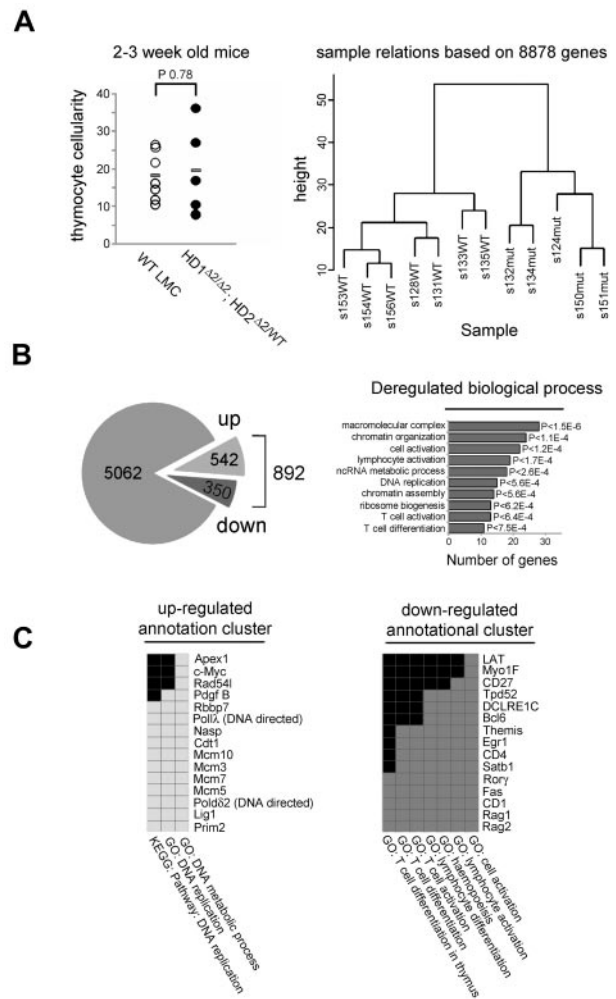 A
2-3 week old mice
P 0.78
thymocyte cellularity
40
30
20
10
0
WT LMC
HD1Δ2/Δ2; HD2Δ2/WT
sample relations based on 8878 genes
height
50
40
30
20
10
s153WT
s154WT
s156WT
s128WT
s131WT
s133WT
s135WT
s132mut
s134mut
s124mut
s150mut
s151mut
Sample
B
5062
up
542
350
down
892
Deregulated biological process
macromolecular complex P<1.5E-6
chromatin organization P<1.1E-4
cell activation P<1.2E-4
lymphocyte activation P<1.7E-4
ncRNA metabolic process P<2.6E-4
DNA replication P<5.6E-4
chromatin assembly P<5.6E-4
ribosome biogenesis P<6.2E-4
T cell activation P<6.4E-4
T cell differentiation P<7.5E-4
0 10 20 30
Number of genes
C
up-regulated
annotation cluster
Apex1
c-Myc
Rad54l
Pdgf B
Rbbp7
Pollλ (DNA directed)
Nasp
Cdt1
Mcm10
Mcm3
Mcm7
Mcm5
Poldδ2 (DNA directed)
Lig1
Prim2
GO: DNA metabolic process
GO: DNA replication
KEGG: Pathway: DNA replication
down-regulated
annotational cluster
LAT
Myo1F
CD27
Tpd52
DCLRE1C
Bcl6
Themis
Egr1
CD4
Satb1
Rorγ
Fas
CD1
Rag1
Rag2
GO: cell activation
GO: lymphocyte activation
GO: haemopoeisis
GO: lymphocyte differentiation
GO: T cell activation
GO: T cell differentiation
GO: T cell differentiation in thymus